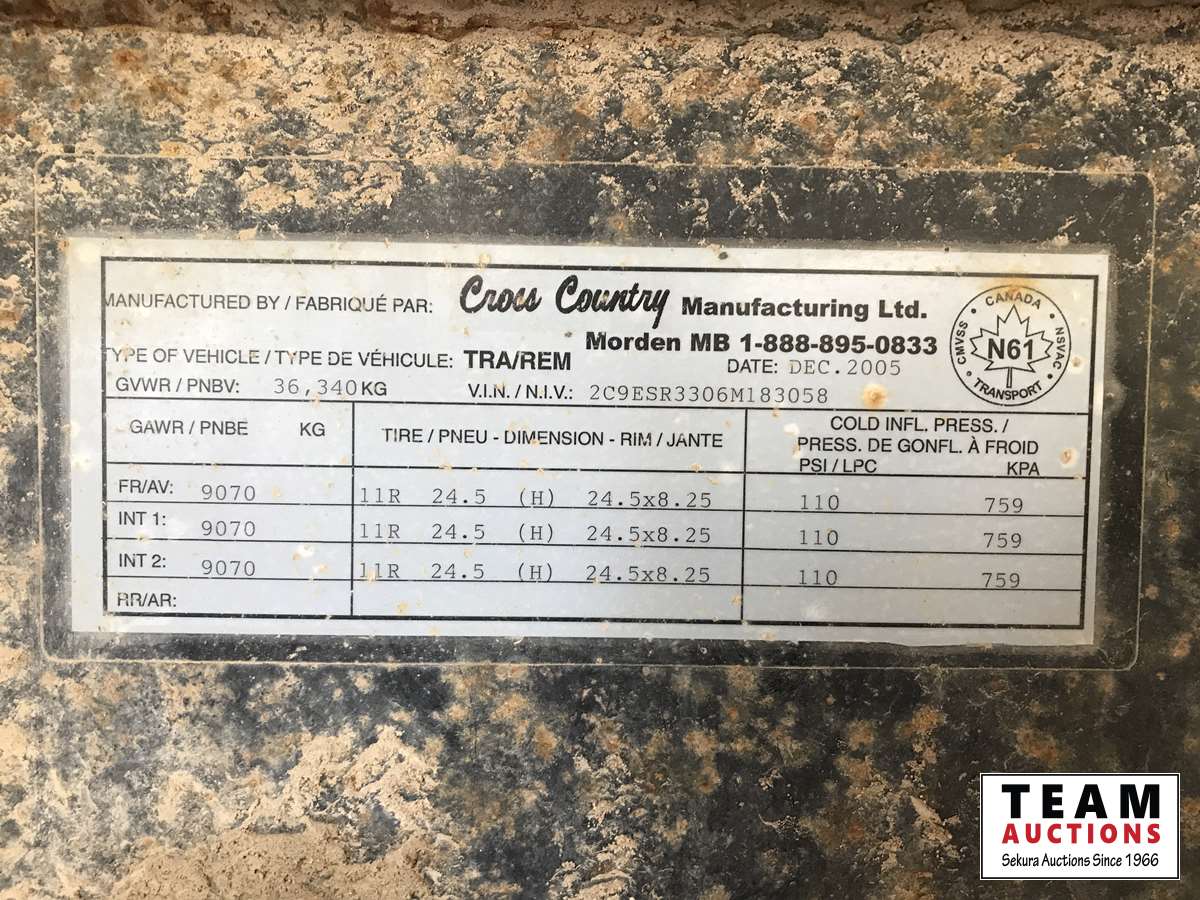 MANUFACTURED BY / FABRIQUÉ PAR: Cross Country Manufacturing Ltd.
Morden MB 1-888-895-0833
TYPE OF VEHICLE / TYPE DE VÉHICULE: TRA/REM DATE: DEC.2005
GVWR / PNBV: 36,340 KG V.I.N. / N.I.V.: 2C9ESR3306M183058
CANADA
CMVSS N61 NSVAC
TRANSPORT
GAWR / PNBE KG TIRE / PNEU - DIMENSION - RIM / JANTE COLD INFL. PRESS. /
PRESS. DE GONFL. À FROID
PSI / LPC KPA
FR/AV: 9070 11R 24.5 (H) 24.5x8.25 110 759
INT 1: 9070 11R 24.5 (H) 24.5x8.25 110 759
INT 2: 9070 11R 24.5 (H) 24.5x8.25 110 759
RR/AR:
TEAM
AUCTIONS
Sekura Auctions Since 1966